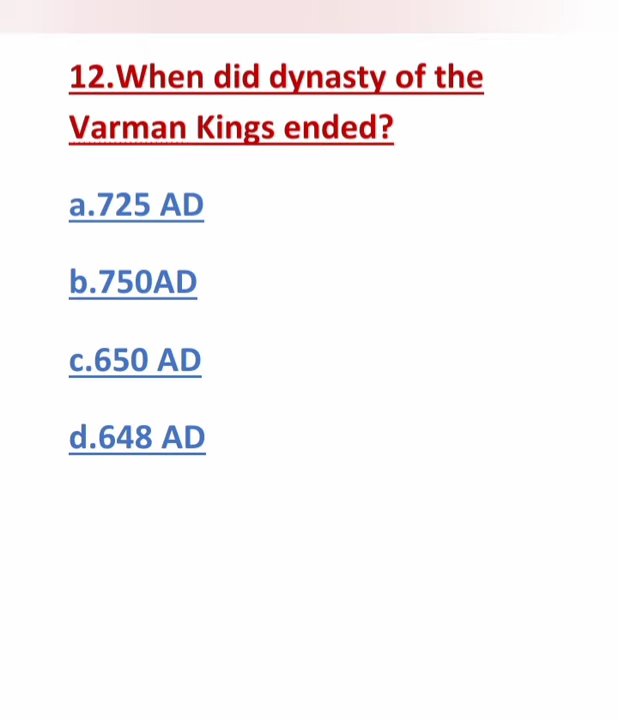 12.When did dynasty of the
Varman Kings ended?
a.725 AD
b.750AD
c.650 AD
d.648 AD